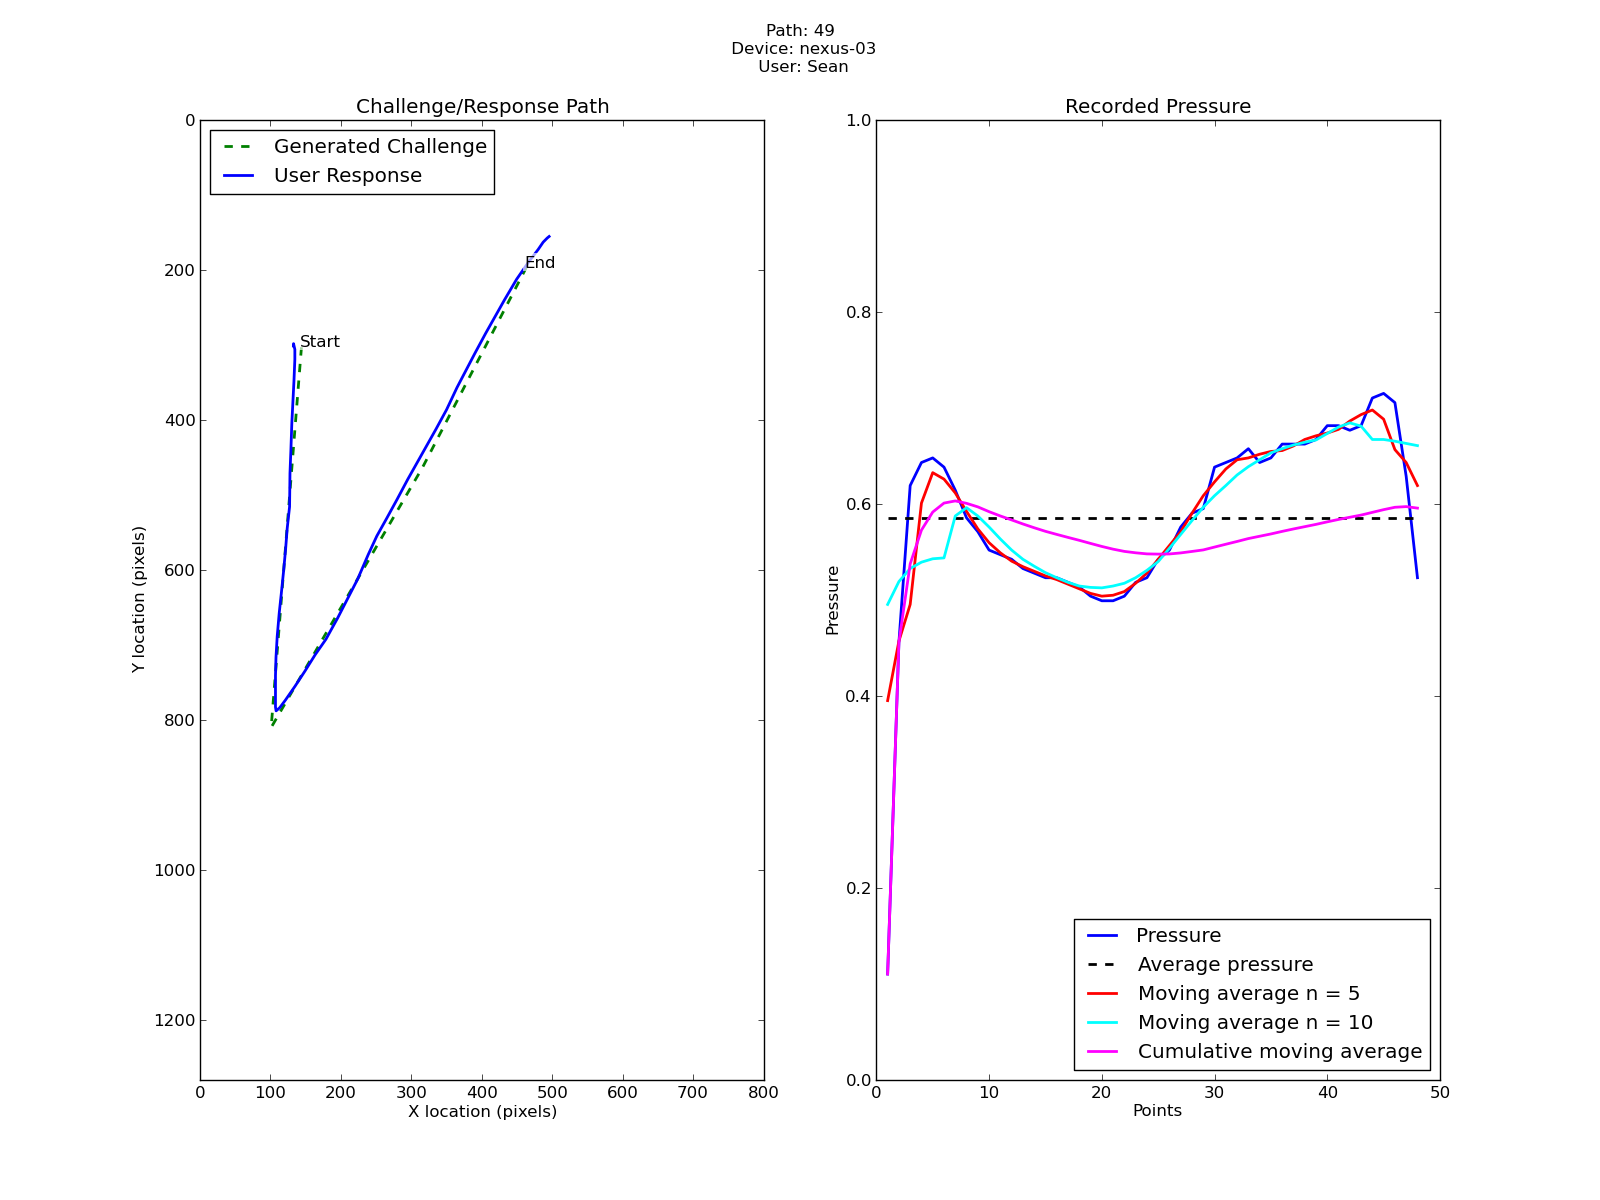 Path: 49
Device: nexus-03
User: Sean
Challenge/Response Path
Generated Challenge
User Response
Start
End
0
200
400
600
800
1000
1200
Y location (pixels)
0 100 200 300 400 500 600 700 800
X location (pixels)
Recorded Pressure
1.0
0.8
0.6
0.4
0.2
0.0
Pressure
Pressure
Average pressure
Moving average n = 5
Moving average n = 10
Cumulative moving average
0 10 20 30 40 50
Points